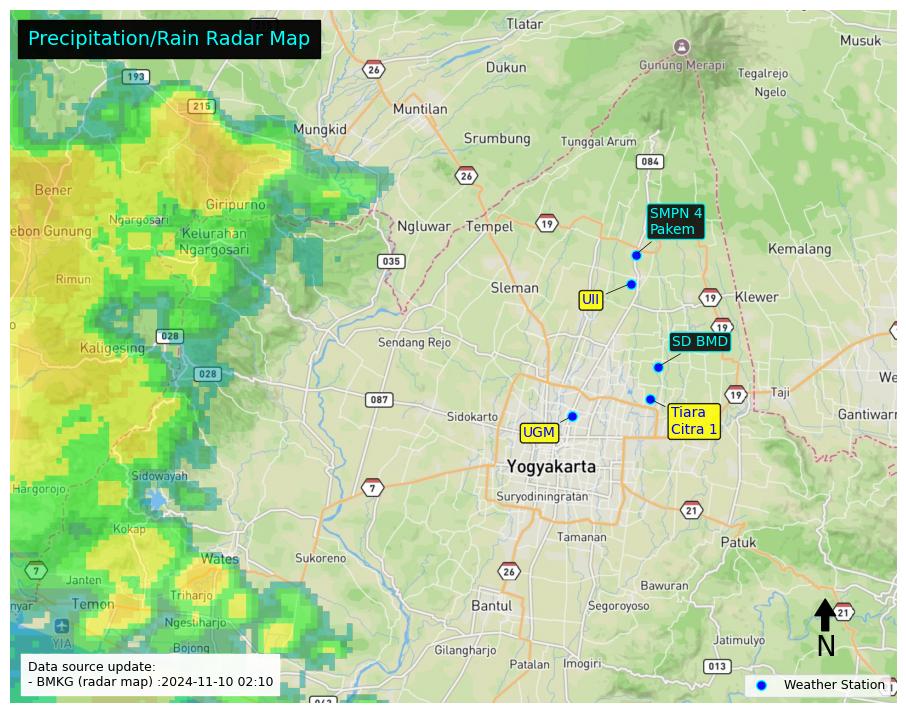 Precipitation/Rain Radar Map
Tlatar
Musuk
26
Gunung Merapi
Dukun
193
Tegalrejo
Ngelo
215
Muntilan
Mungkid
Srumbung
Tunggal Arum
084
26
Bener
Giripurno
SMPN 4
Pakem
Ngargosari
Ngluwar
Tempel
19
ebon Gunung
Kelurahan
Ngargosari
Kemalang
035
Rimun
Sleman
UII
19
Klewer
19
028
Sendang Rejo
SD BMD
Kaligesing
028
We
087
19
Taji
Sidokarto
Tiara
Citra 1
Gantiwarn
UGM
Yogyakarta
Sidowayah
Hargorojo
7
Suryodiningratan
21
Kokap
Tamanan
Patuk
Wates
Sukoreno
7
26
Janten
Bawuran
Triharjo
nyar
Temon
Bantul
Segoroyoso
21
Ngestiharjo
YIA
Jatimulyo
N
Bojong
Gilangharjo
Patalan
Imogiri
013
Data source update:
- BMKG (radar map) :2024-11-10 02:10
Weather Station